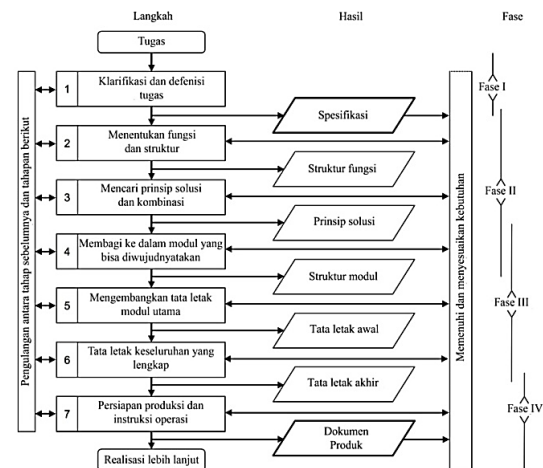 Langkah
Hasil
Fase
Tugas
1
Klarifikasi dan defenisi
tugas
Fase I
Spesifikasi
2
Menentukan fungsi
dan struktur
Struktur fungsi
Fase II
3
Mencari prinsip solusi
dan kombinasi
Prinsip solusi
4
Membagi ke dalam modul yang
bisa diwujudnyatakan
Struktur modul
5
Mengembangkan tata letak
modul utama
Fase III
Tata letak awal
6
Tata letak keseluruhan yang
lengkap
Tata letak akhir
7
Persiapan produksi dan
instruksi operasi
Fase IV
Dokumen
Produk
Realisasi lebih lanjut
Pengulangan antara tahap sebelumnya dan tahapan berikut
Memenuhi dan menyesuaikan kebutuhan